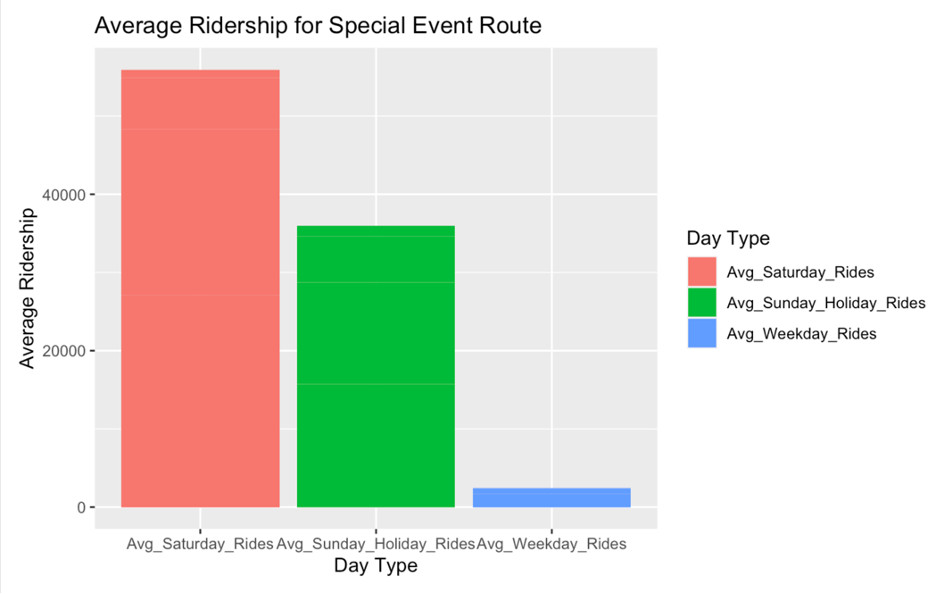 Average Ridership for Special Event Route
Average Ridership
40000
20000
0
Avg_Saturday_Rides Avg_Sunday_Holiday_Rides Avg_Weekday_Rides
Day Type
Day Type
Avg_Saturday_Rides
Avg_Sunday_Holiday_Rides
Avg_Weekday_Rides